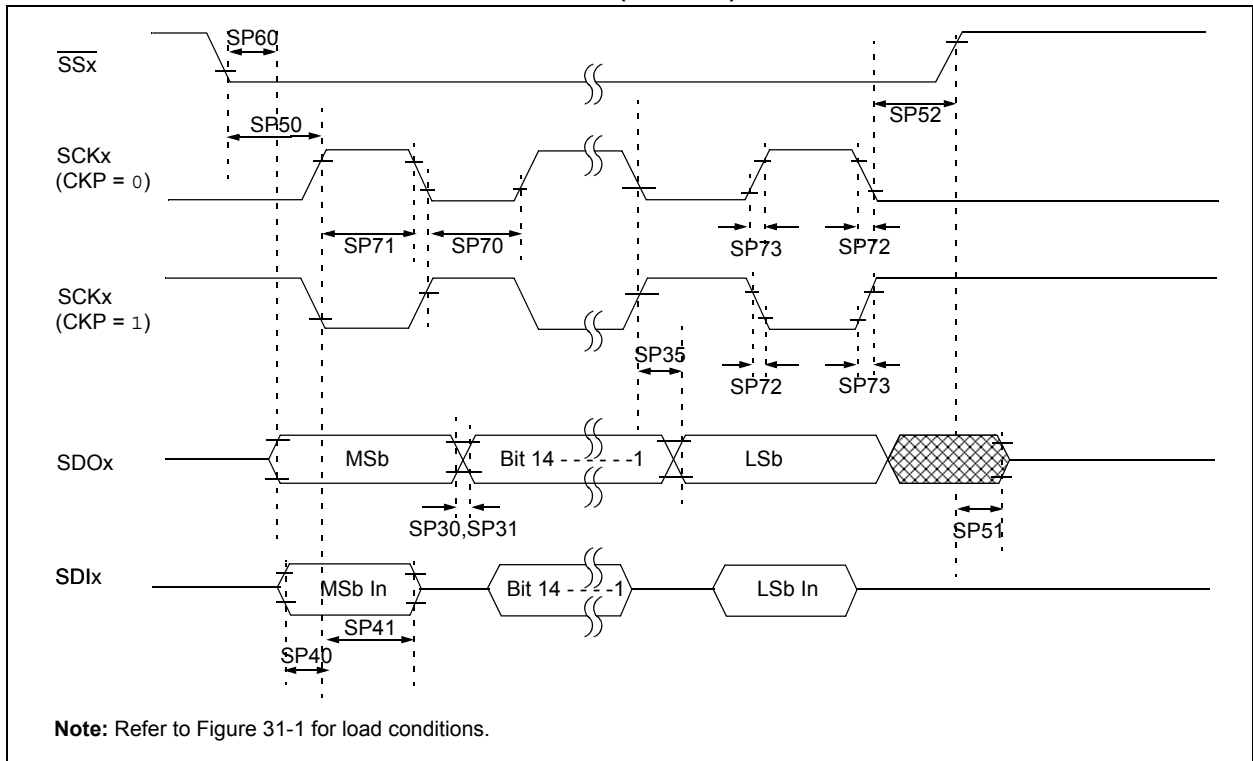 SP60
SSx
SP50
SP52
SCKx
(CKP = 0)
SP71
SP70
SP73
SP72
SCKx
(CKP = 1)
SP35
SP72
SP73
SDOx
MSb
Bit 14 - - - - - -1
LSb
SP30,SP31
SP51
SDIx
MSb In
Bit 14 - - - -1
LSb In
SP41
SP40
Note: Refer to Figure 31-1 for load conditions.